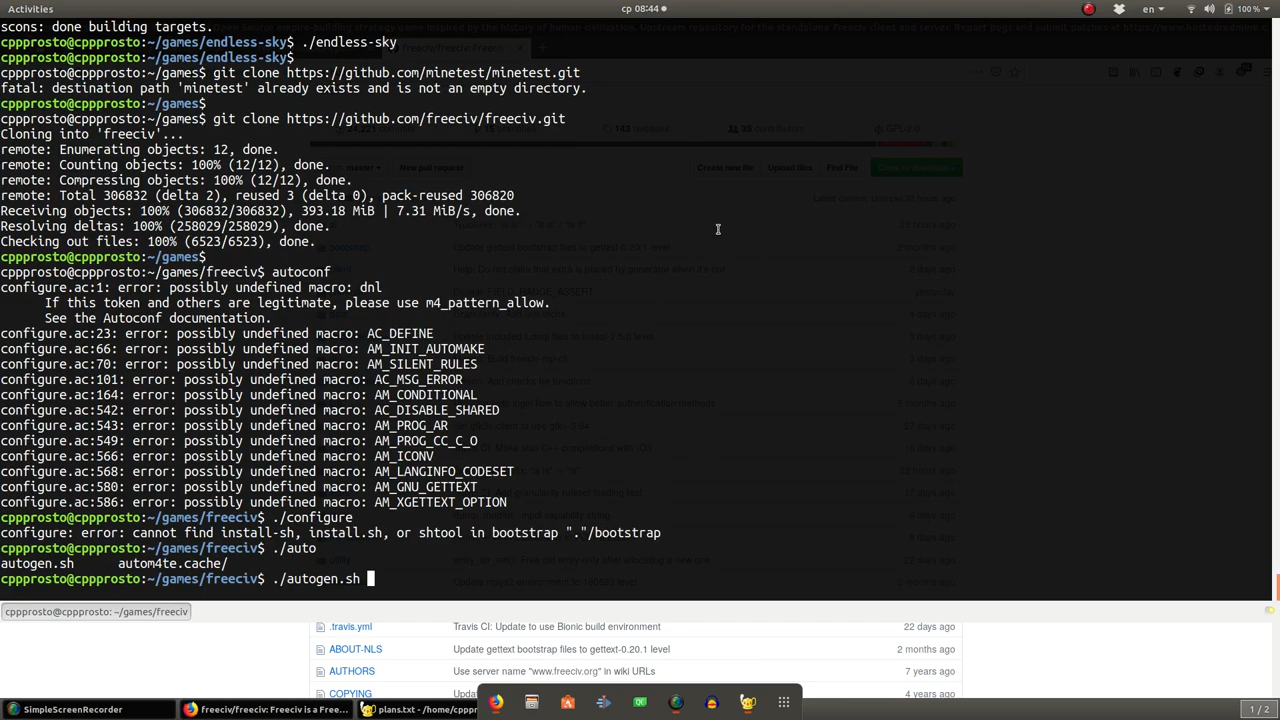 Activities
ср 08:44
en
100 %
scons: done building targets.
cppprosto@cppprosto:~/games/endless-sky$ ./endless-sky
cppprosto@cppprosto:~/games/endless-sky$
cppprosto@cppprosto:~/games$ git clone https://github.com/minetest/minetest.git
fatal: destination path 'minetest' already exists and is not an empty directory.
cppprosto@cppprosto:~/games$
cppprosto@cppprosto:~/games$ git clone https://github.com/freeciv/freeciv.git
Cloning into 'freeciv'...
remote: Enumerating objects: 12, done.
remote: Counting objects: 100% (12/12), done.
remote: Compressing objects: 100% (12/12), done.
remote: Total 306832 (delta 2), reused 3 (delta 0), pack-reused 306820
Receiving objects: 100% (306832/306832), 393.18 MiB | 7.31 MiB/s, done.
Resolving deltas: 100% (258029/258029), done.
Checking out files: 100% (6523/6523), done.
cppprosto@cppprosto:~/games$
cppprosto@cppprosto:~/games/freeciv$ autoconf
configure.ac:1: error: possibly undefined macro: dnl
If this token and others are legitimate, please use m4_pattern_allow.
See the Autoconf documentation.
configure.ac:23: error: possibly undefined macro: AC_DEFINE
configure.ac:66: error: possibly undefined macro: AM_INIT_AUTOMAKE
configure.ac:70: error: possibly undefined macro: AM_SILENT_RULES
configure.ac:101: error: possibly undefined macro: AC_MSG_ERROR
configure.ac:164: error: possibly undefined macro: AM_CONDITIONAL
configure.ac:542: error: possibly undefined macro: AC_DISABLE_SHARED
configure.ac:543: error: possibly undefined macro: AM_PROG_AR
configure.ac:549: error: possibly undefined macro: AM_PROG_CC_C_O
configure.ac:566: error: possibly undefined macro: AM_ICONV
configure.ac:568: error: possibly undefined macro: AM_LANGINFO_CODESET
configure.ac:580: error: possibly undefined macro: AM_GNU_GETTEXT
configure.ac:586: error: possibly undefined macro: AM_XGETTEXT_OPTION
cppprosto@cppprosto:~/games/freeciv$ ./configure
configure: error: cannot find install-sh, install.sh, or shtool in bootstrap "."/bootstrap
cppprosto@cppprosto:~/games/freeciv$ ./auto
autogen.sh autom4te.cache/
cppprosto@cppprosto:~/games/freeciv$ ./autogen.sh
Create new file
Upload files
Find File
New pull request
cppprosto@cppprosto: ~/games/freeciv
.travis.yml Travis CI: Update to use Bionic build environment 22 days ago
ABOUT-NLS Update gettext bootstrap files to gettext-0.20.1 2 months ago
AUTHORS Use server name "www.freeciv.org" in wiki URLs 7 years ago
COPYING 4 years ago
SimpleScreenRecorder
freeciv/freeciv: Freeciv is a Free...
plans.txt - /home/cpppr
1 / 2